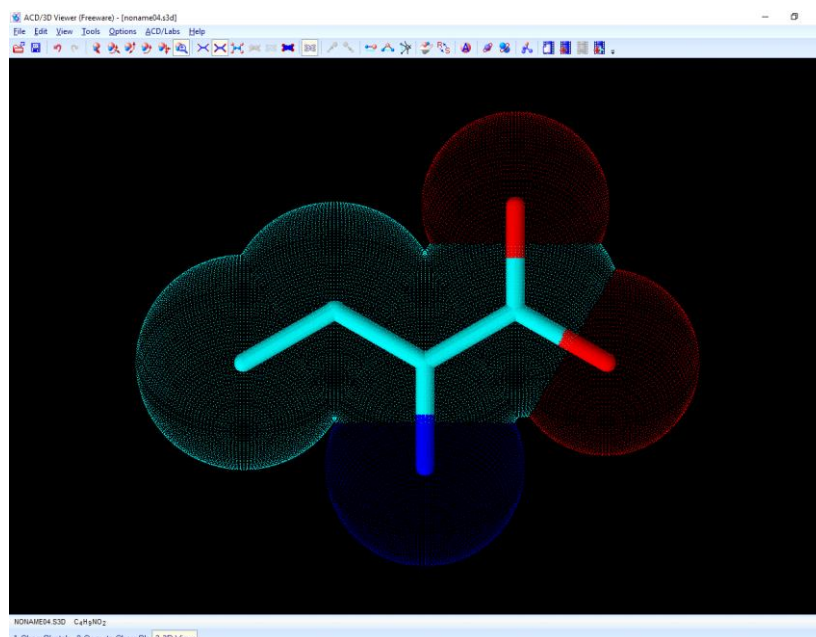 ACD/3D Viewer (Freeware) - [noname04.s3d]
File Edit View Tools Options ACD/Labs Help
NONAME04.S3D C₄H₉NO₂